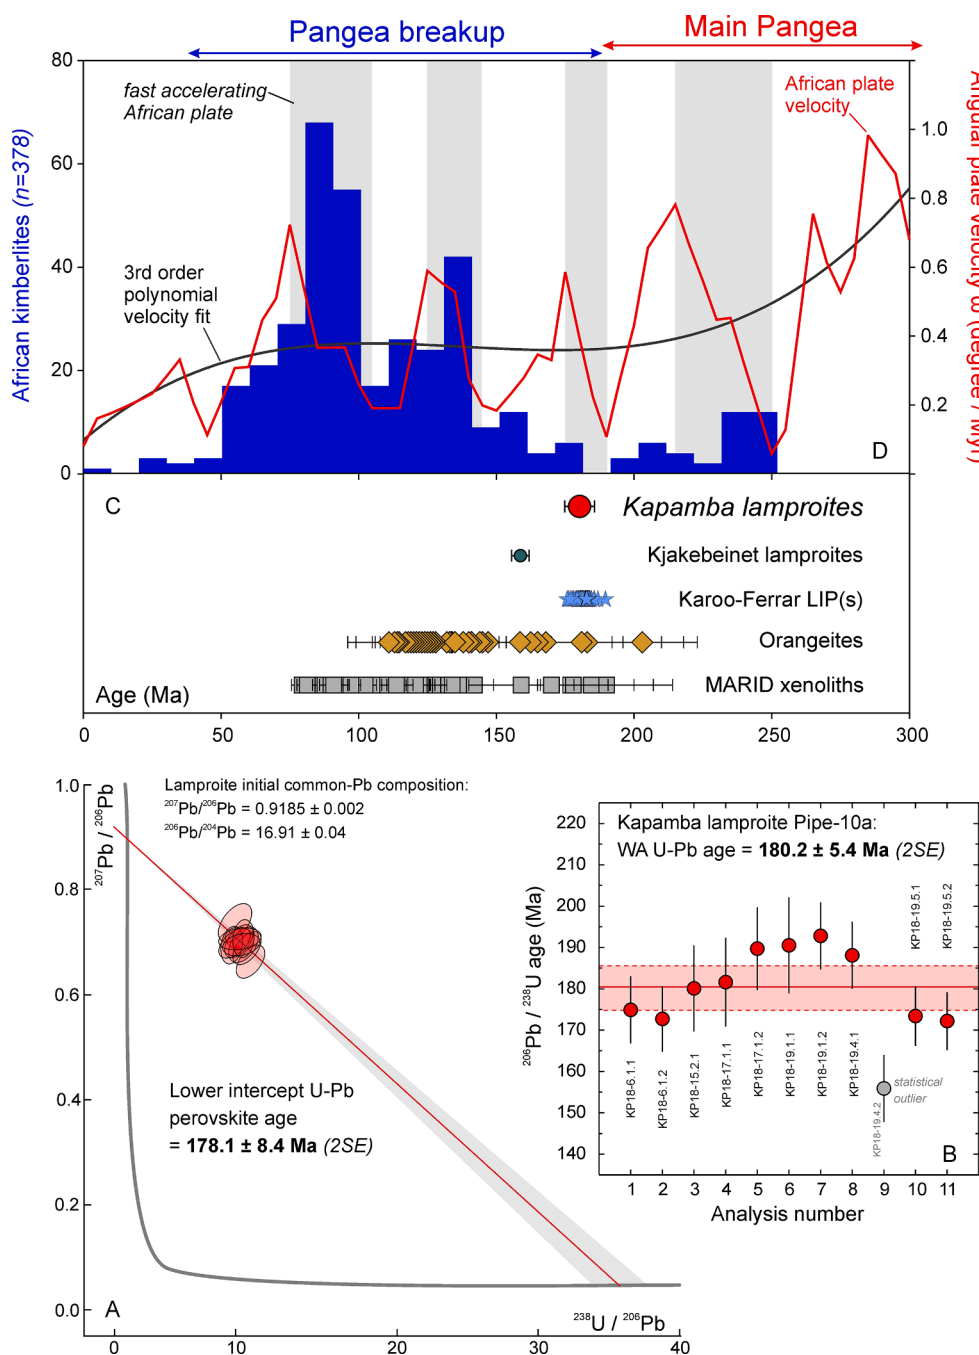 Pangea breakup
Main Pangea
80
60
40
20
0
African kimberlites (n=378)
fast accelerating
African plate
African plate
velocity
3rd order
polynomial
velocity fit
D
1.0
0.8
0.6
0.4
0.2
Angular plate velocity ω (degree / Myr)
C
Kapamba lamproites
Kjakebeinet lamproites
Karoo-Ferrar LIP(s)
Orangeites
MARID xenoliths
Age (Ma)
0 50 100 150 200 250 300
1.0
0.8
0.6
0.4
0.2
0.0
207Pb / 206Pb
Lamproite initial common-Pb composition:
207Pb/206Pb = 0.9185 ± 0.002
206Pb/204Pb = 16.91 ± 0.04
Lower intercept U-Pb
perovskite age
= 178.1 ± 8.4 Ma (2SE)
A
238U / 206Pb
0 10 20 30 40
220
210
200
190
180
170
160
150
140
206Pb / 238U age (Ma)
Kapamba lamproite Pipe-10a:
WA U-Pb age = 180.2 ± 5.4 Ma (2SE)
KP18-6.1.1
KP18-6.1.2
KP18-15.2.1
KP18-17.1.1
KP18-17.1.2
KP18-19.1.1
KP18-19.1.2
KP18-19.4.1
KP18-19.4.2
KP18-19.5.1
KP18-19.5.2
statistical
outlier
B
1 2 3 4 5 6 7 8 9 10 11
Analysis number